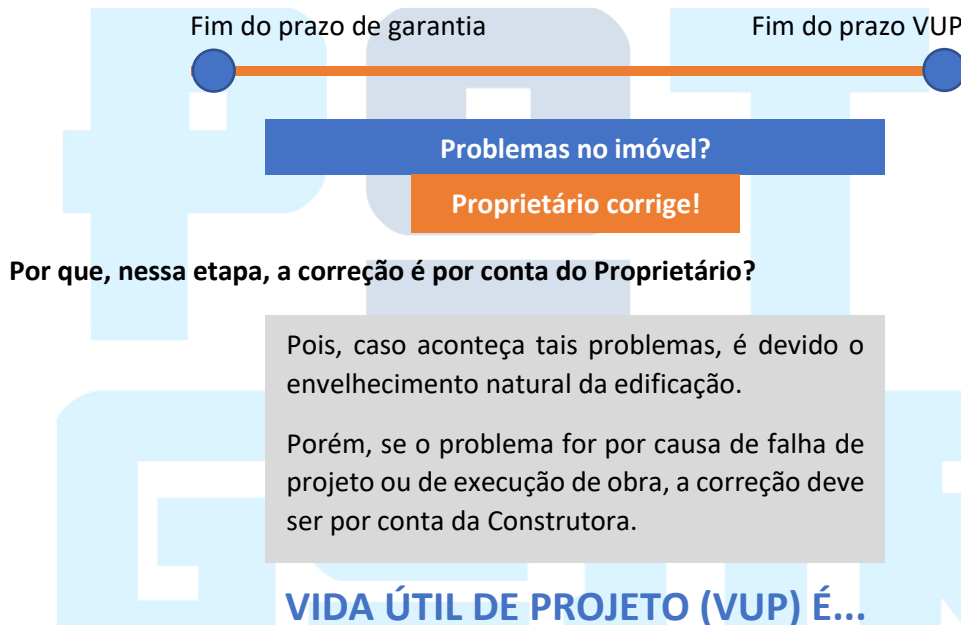 Fim do prazo de garantia
Fim do prazo VUP
Problemas no imóvel?
Proprietário corrige!
Por que, nessa etapa, a correção é por conta do Proprietário?
Pois, caso aconteça tais problemas, é devido o
envelhecimento natural da edificação.
Porém, se o problema for por causa de falha de
projeto ou de execução de obra, a correção deve
ser por conta da Construtora.
VIDA ÚTIL DE PROJETO (VUP) É...